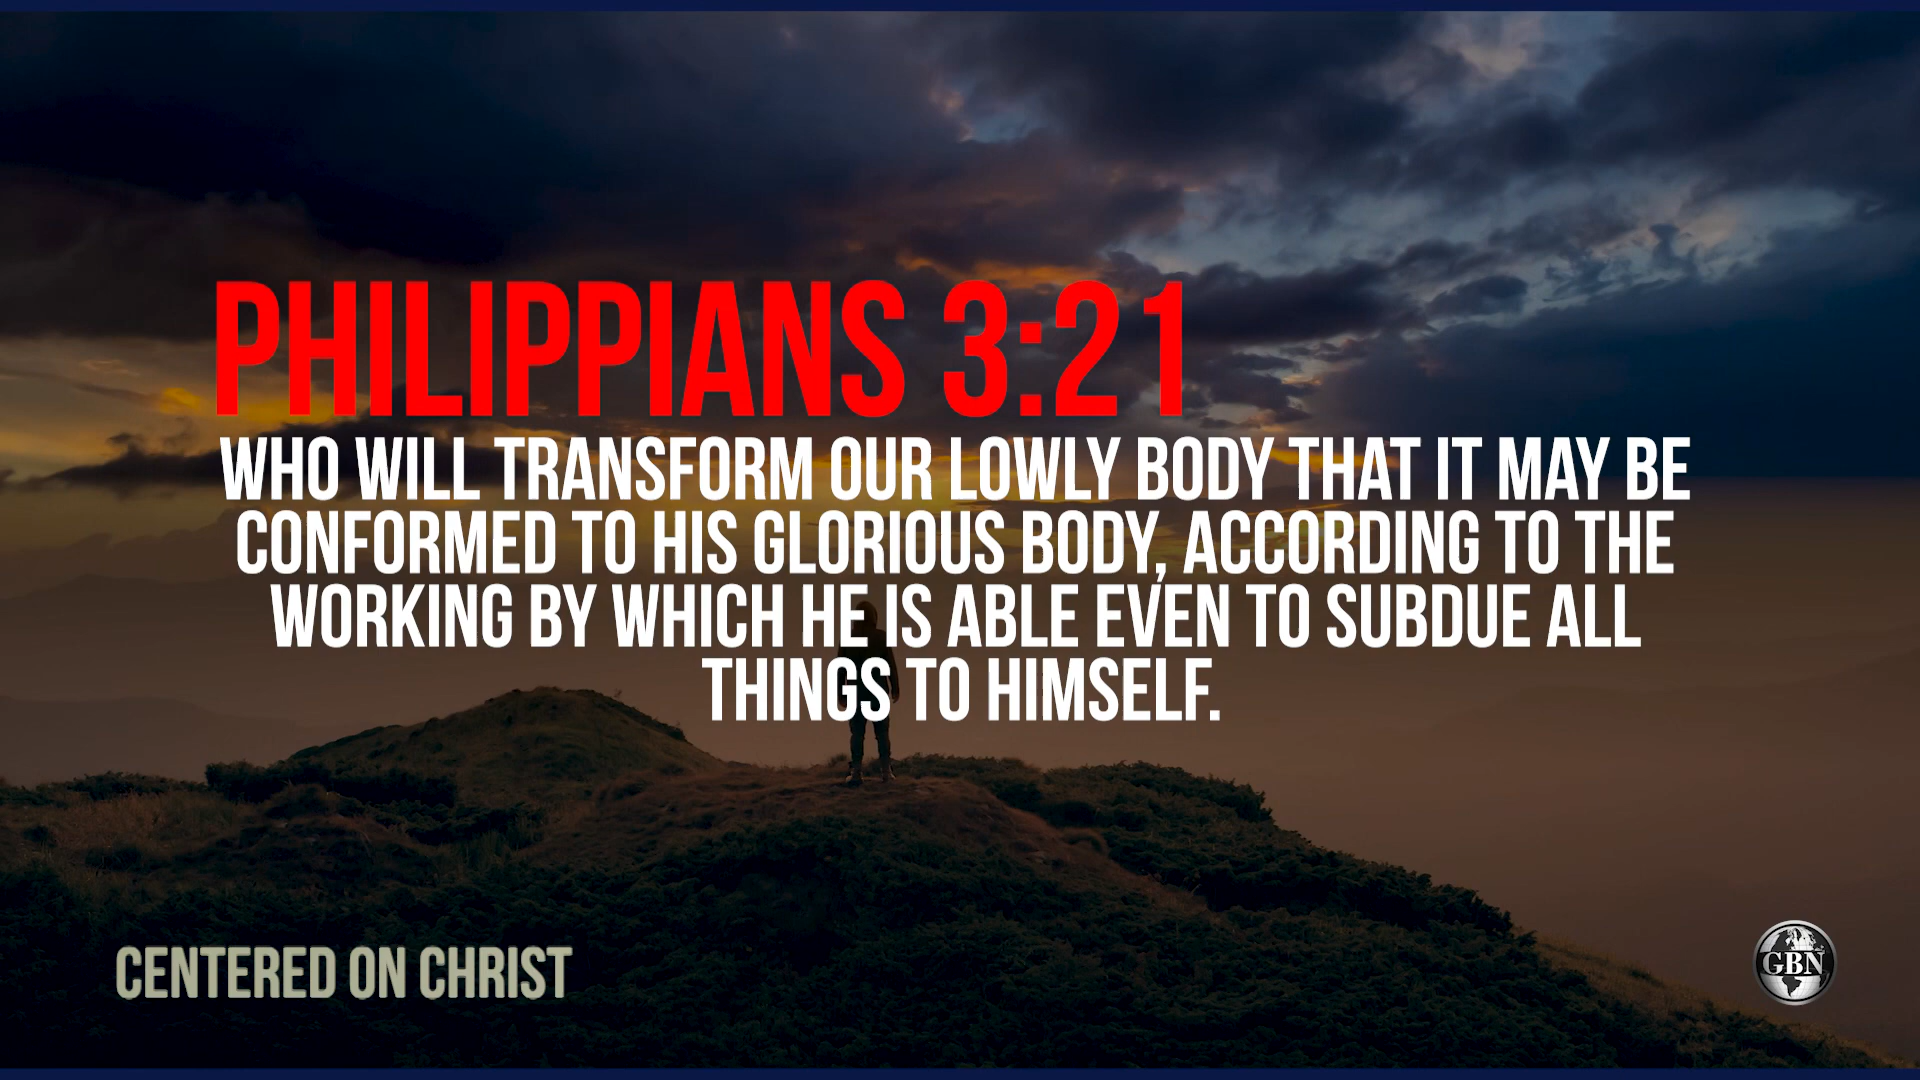 PHILIPPIANS 3:21
WHO WILL TRANSFORM OUR LOWLY BODY THAT IT MAY BE
CONFORMED TO HIS GLORIOUS BODY, ACCORDING TO THE
WORKING BY WHICH HE IS ABLE EVEN TO SUBDUE ALL
THINGS TO HIMSELF.
CENTERED ON CHRIST
GBN